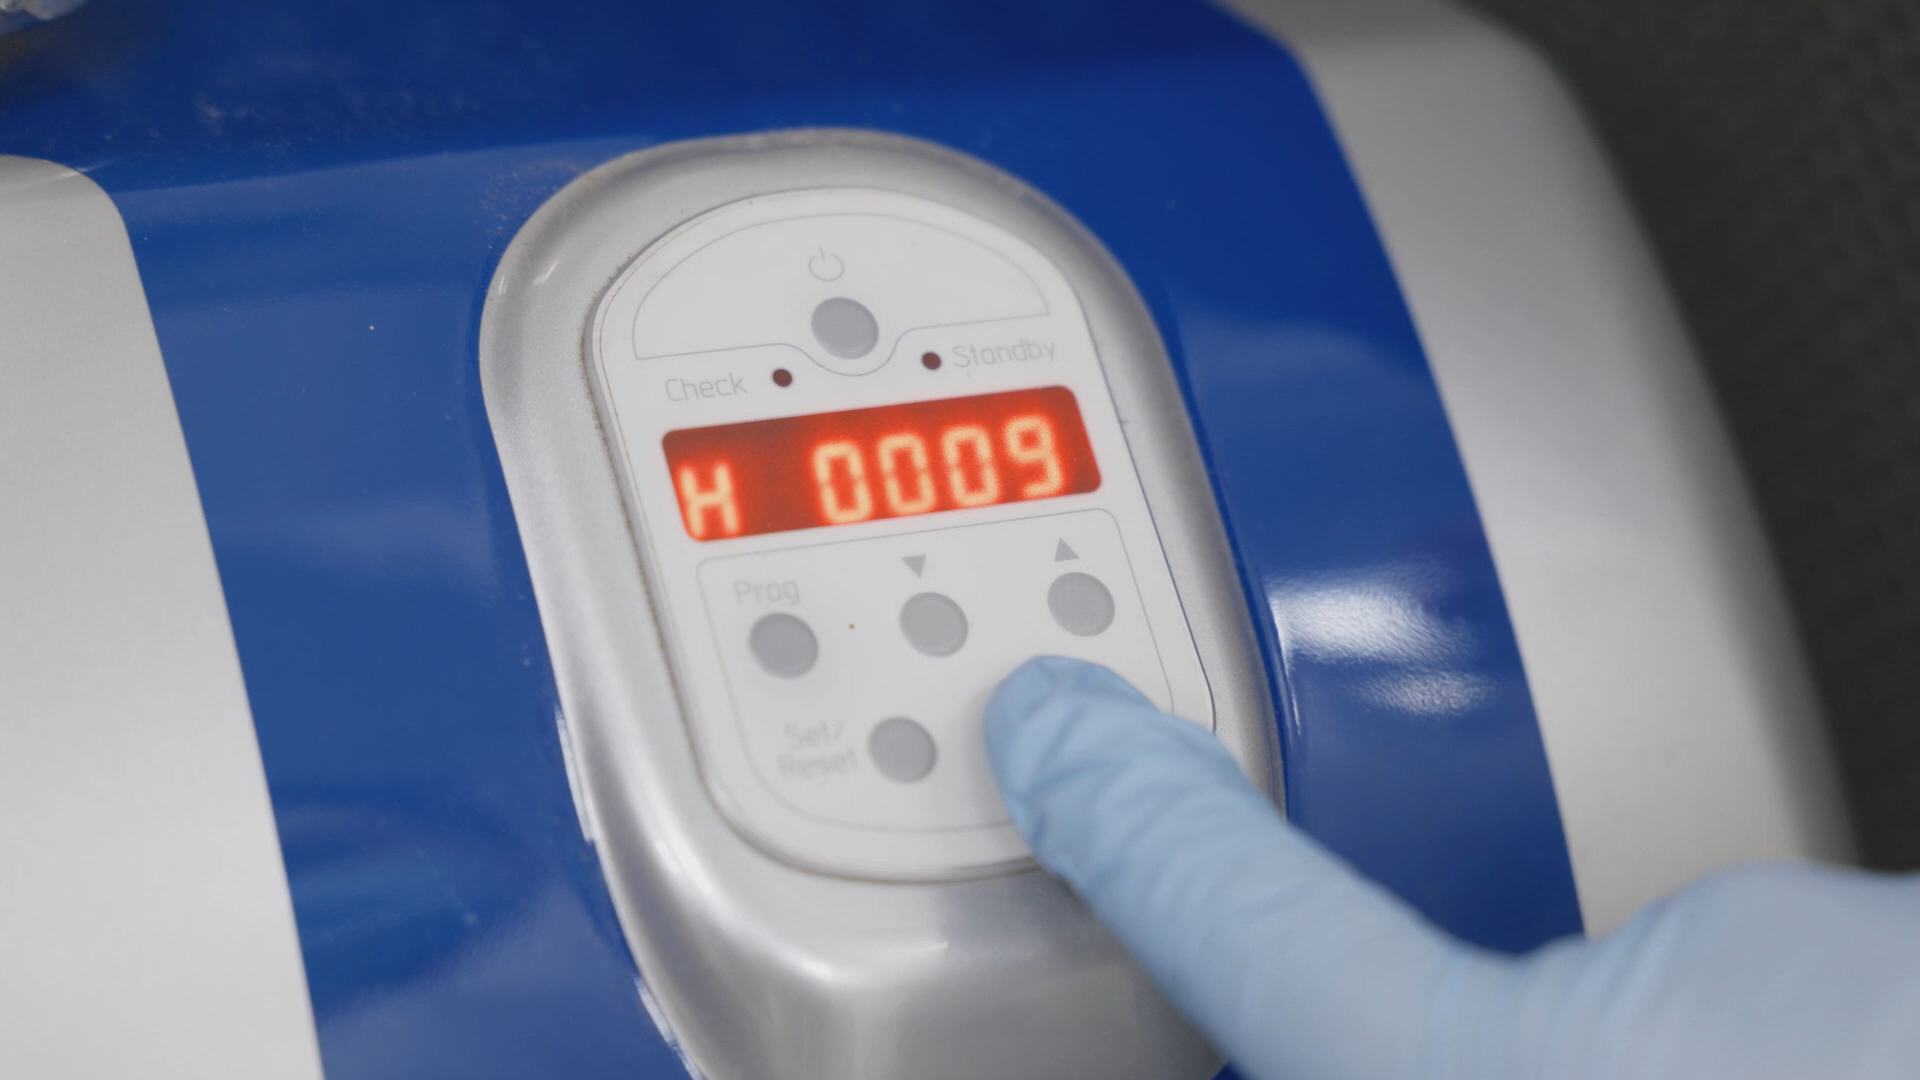 Check
Standby
H 0009
Prog
Set/
Reset